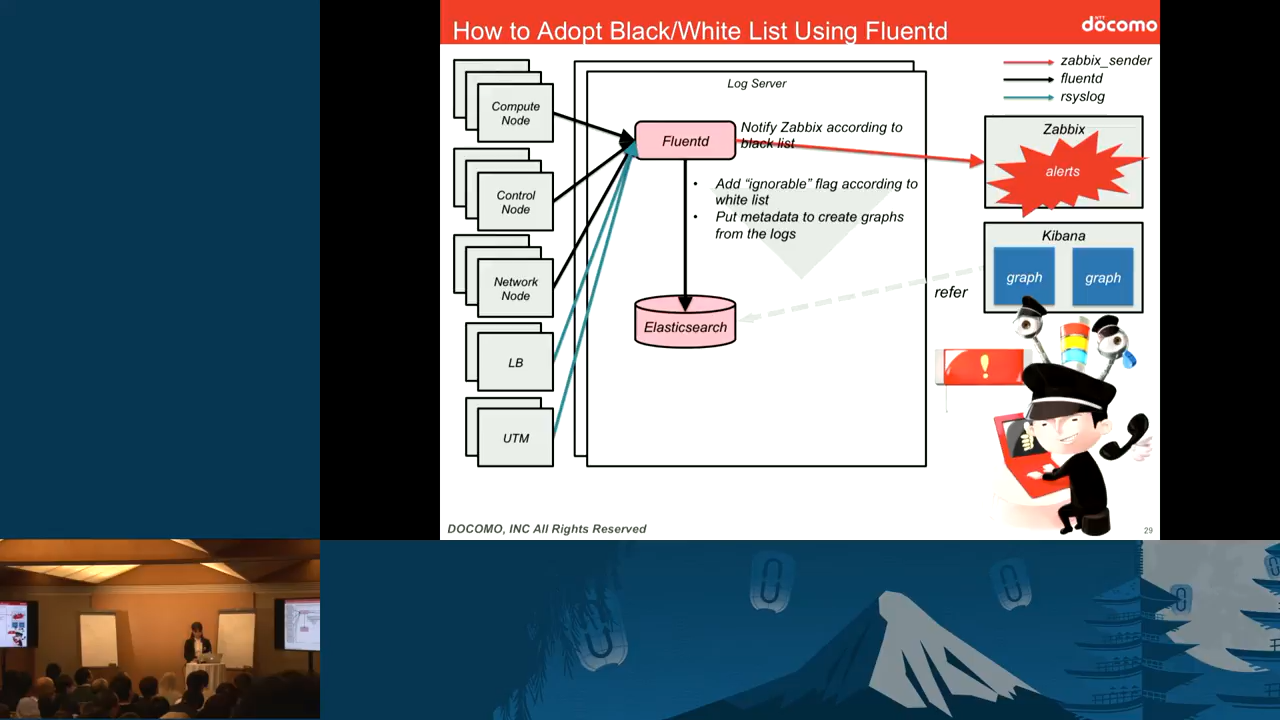 How to Adopt Black/White List Using Fluentd
NTT
docomo
zabbix_sender
fluentd
rsyslog
Log Server
Compute
Node
Control
Node
Network
Node
LB
UTM
Fluentd
Notify Zabbix according to
black list
• Add “ignorable” flag according to
white list
• Put metadata to create graphs
from the logs
Elasticsearch
Zabbix
alerts
Kibana
graph
graph
refer
!
DOCOMO, INC All Rights Reserved
29